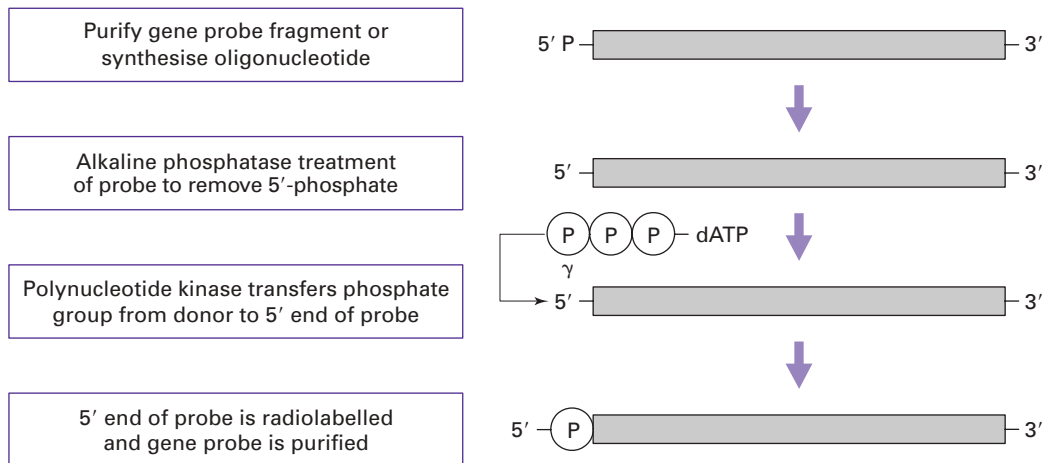 Purify gene probe fragment or
synthesise oligonucleotide
5′ P
3′
Alkaline phosphatase treatment
of probe to remove 5′-phosphate
5′
3′
P P P dATP
γ
Polynucleotide kinase transfers phosphate
group from donor to 5′ end of probe
5′
3′
5′ end of probe is radiolabelled
and gene probe is purified
5′ P
3′